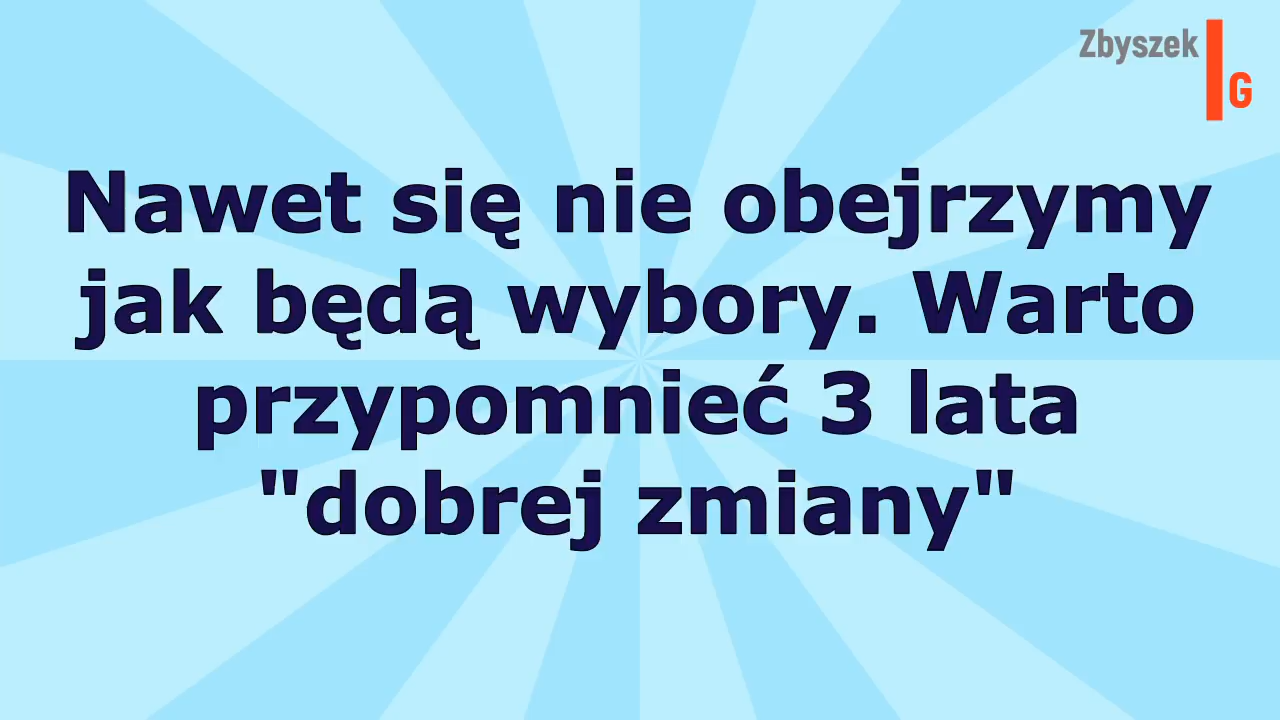 Zbyszek
G
Nawet się nie obejrzymy
jak będą wybory. Warto
przypomnieć 3 lata
"dobrej zmiany"